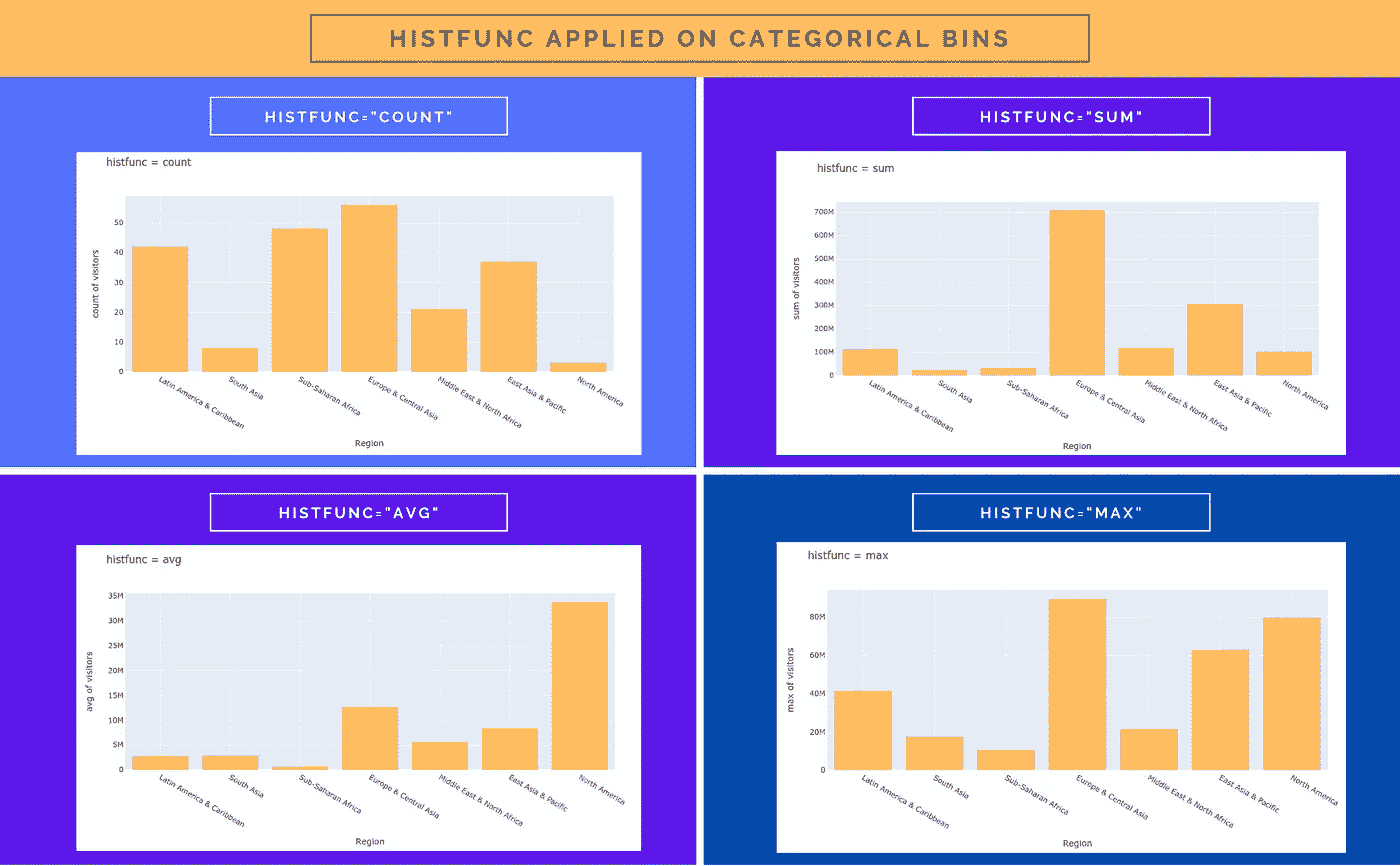 HISTFUNC APPLIED ON CATEGORICAL BINS
HISTFUNC="COUNT"
histfunc = count
count of visitors
50
40
30
20
10
0
Latin America & Caribbean
South Asia
Sub-Saharan Africa
Europe & Central Asia
Middle East & North Africa
East Asia & Pacific
North America
Region
HISTFUNC="SUM"
histfunc = sum
sum of visitors
700M
600M
500M
400M
300M
200M
100M
0
Latin America & Caribbean
South Asia
Sub-Saharan Africa
Europe & Central Asia
Middle East & North Africa
East Asia & Pacific
North America
Region
HISTFUNC="AVG"
histfunc = avg
avg of visitors
35M
30M
25M
20M
15M
10M
5M
0
Latin America & Caribbean
South Asia
Sub-Saharan Africa
Europe & Central Asia
Middle East & North Africa
East Asia & Pacific
North America
Region
HISTFUNC="MAX"
histfunc = max
max of visitors
80M
60M
40M
20M
0
Latin America & Caribbean
South Asia
Sub-Saharan Africa
Europe & Central Asia
Middle East & North Africa
East Asia & Pacific
North America
Region